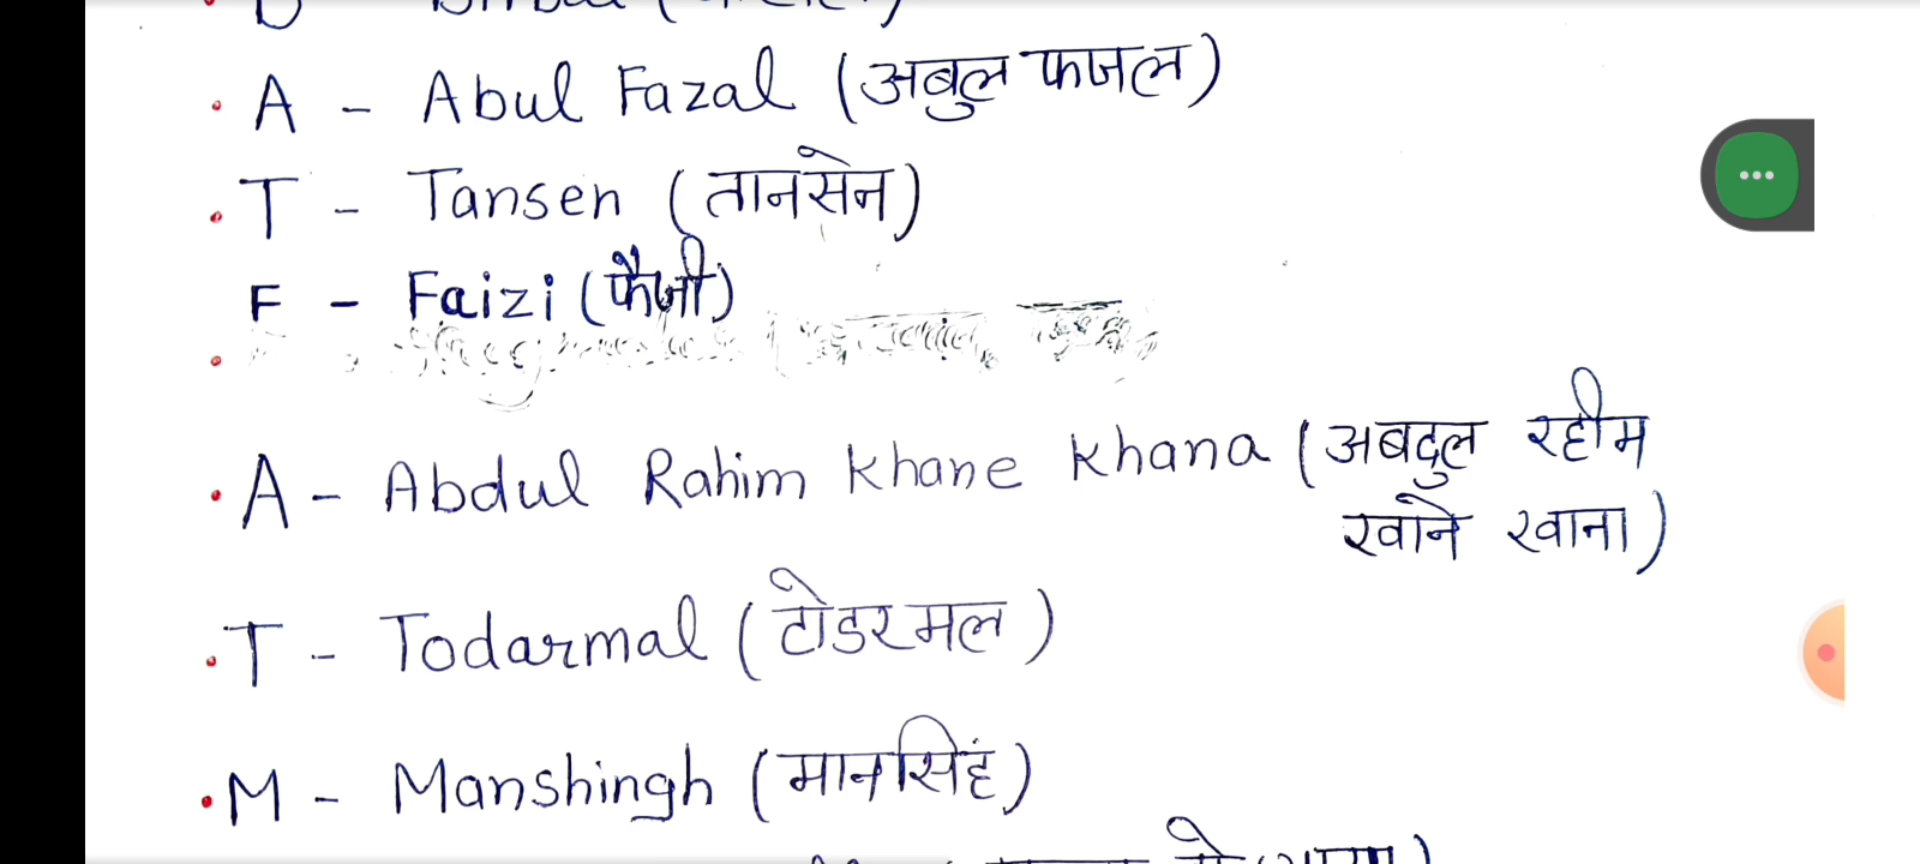 • A - Abul Fazal (अबुल फजल)
• T - Tansen (तानसेन)
F - Faizi (फैजी)
• A - Abdul Rahim Khane Khana (अबदुल रहीम
खाने खाना)
• T - Todarmal (टोडरमल)
• M - Manshingh (मानसिहं)